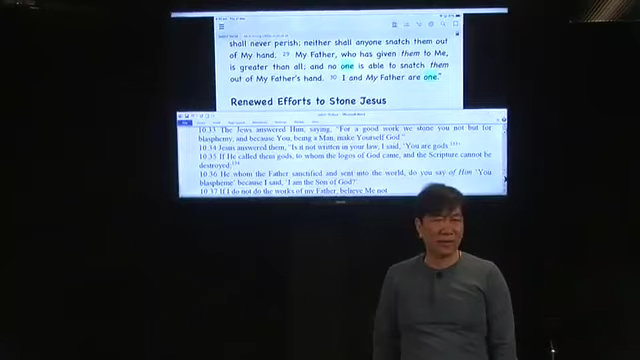 shall never perish; neither shall anyone snatch them out
of My hand. 29 My Father, who has given them to Me,
is greater than all; and no one is able to snatch them
out of My Father's hand. 30 I and My Father are one."
Renewed Efforts to Stone Jesus
10.33 The Jews answered Him, saying, "For a good work we stone you not but for
blasphemy, and because You, being a Man, make Yourself God."
10.34 Jesus answered them, "Is it not written in your law, I said, 'You are gods
10.35 If He called them gods, to whom the logos of God came, and the Scripture cannot be
destroyed;
10.36 He whom the Father sanctified and sent into the world, do you say of Him 'You
blaspheme' because I said, 'I am the Son of God?'
10.37 If I do not do the works of my Father, believe Me not